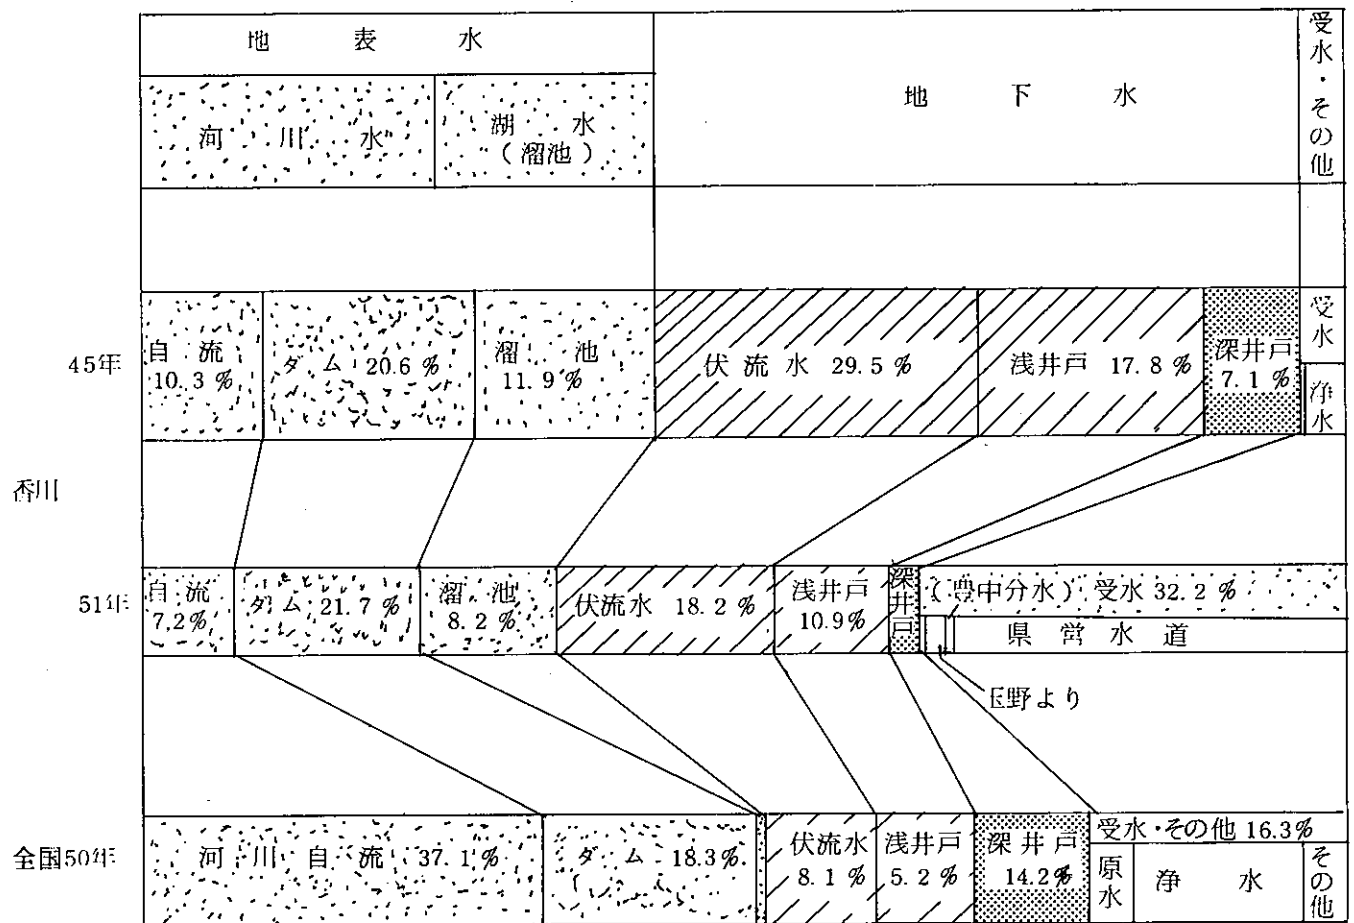 地表水
地下水
受水・その他
河川水
湖水
(溜池)
45年
自流
10.3%
ダム 20.6%
溜池
11.9%
伏流水 29.5%
浅井戸 17.8%
深井戸
7.1%
受水
浄水
香川
51年
自流
7.2%
ダム 21.7%
溜池
8.2%
伏流水 18.2%
浅井戸
10.9%
深井戸
(豊中分水) 受水 32.2%
県営水道
玉野より
全国50年
河川自流 37.1%
ダム 18.3%
伏流水
8.1%
浅井戸
5.2%
深井戸
14.2%
受水・その他 16.3%
原水
浄水
その他